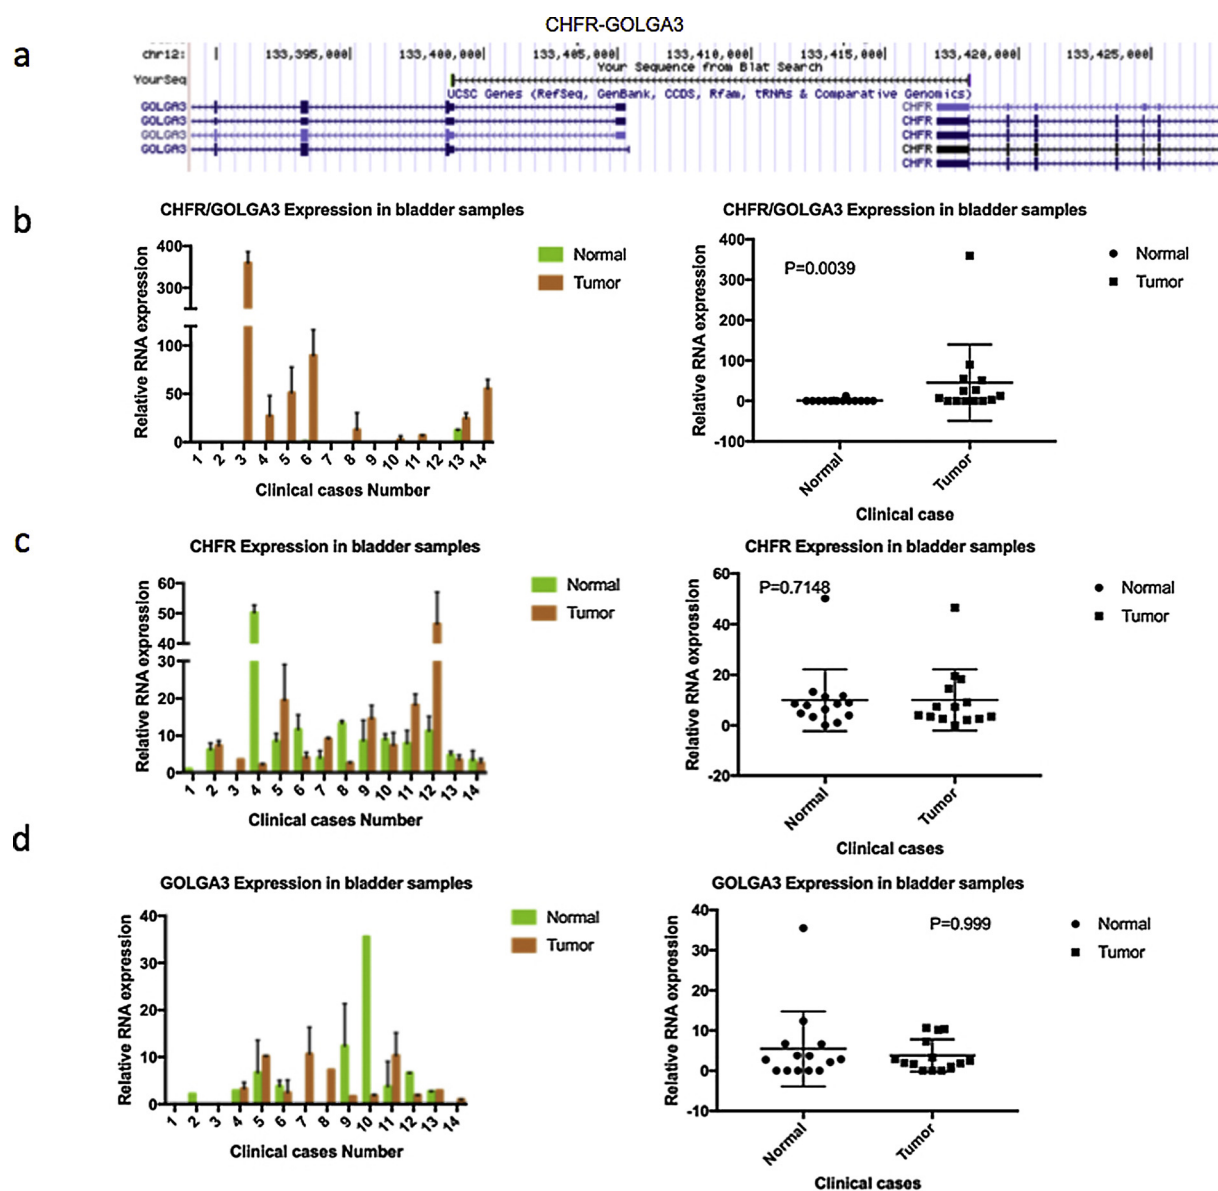 CHFR-GOLGA3
a
chr12: 133,395,000 133,400,000 133,405,000 133,410,000 133,415,000 133,420,000 133,425,000
Your Sequence from Blat Search
YourSeq
UCSC Genes (RefSeq, GenBank, CCDS, Rfam, tRNAs & Comparative Genomics)
GOLGA3 CHFR
GOLGA3 CHFR
GOLGA3 CHFR
GOLGA3 CHFR
CHFR
b
CHFR/GOLGA3 Expression in bladder samples
Relative RNA expression
400
300
100
50
0
1 2 3 4 5 6 7 8 9 10 11 12 13 14
Clinical cases Number
Normal
Tumor
CHFR/GOLGA3 Expression in bladder samples
Relative RNA expression
400
300
200
100
0
-100
P=0.0039
Normal Tumor
Clinical case
Normal
Tumor
c
CHFR Expression in bladder samples
Relative RNA expression
60
50
40
30
20
10
0
1 2 3 4 5 6 7 8 9 10 11 12 13 14
Clinical cases Number
Normal
Tumor
CHFR Expression in bladder samples
Relative RNA expression
60
40
20
0
-20
P=0.7148
Normal Tumor
Clinical cases
Normal
Tumor
d
GOLGA3 Expression in bladder samples
Relative RNA expression
40
30
20
10
0
1 2 3 4 5 6 7 8 9 10 11 12 13 14
Clinical cases Number
Normal
Tumor
GOLGA3 Expression in bladder samples
Relative RNA expression
40
30
20
10
0
-10
P=0.999
Normal Tumor
Clinical cases
Normal
Tumor